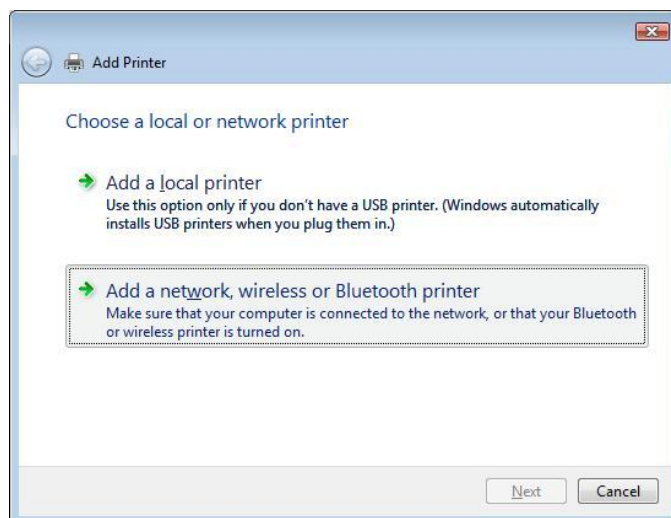 Add Printer
Choose a local or network printer
Add a local printer
Use this option only if you don't have a USB printer. (Windows automatically
installs USB printers when you plug them in.)
Add a network, wireless or Bluetooth printer
Make sure that your computer is connected to the network, or that your Bluetooth
or wireless printer is turned on.
Next Cancel